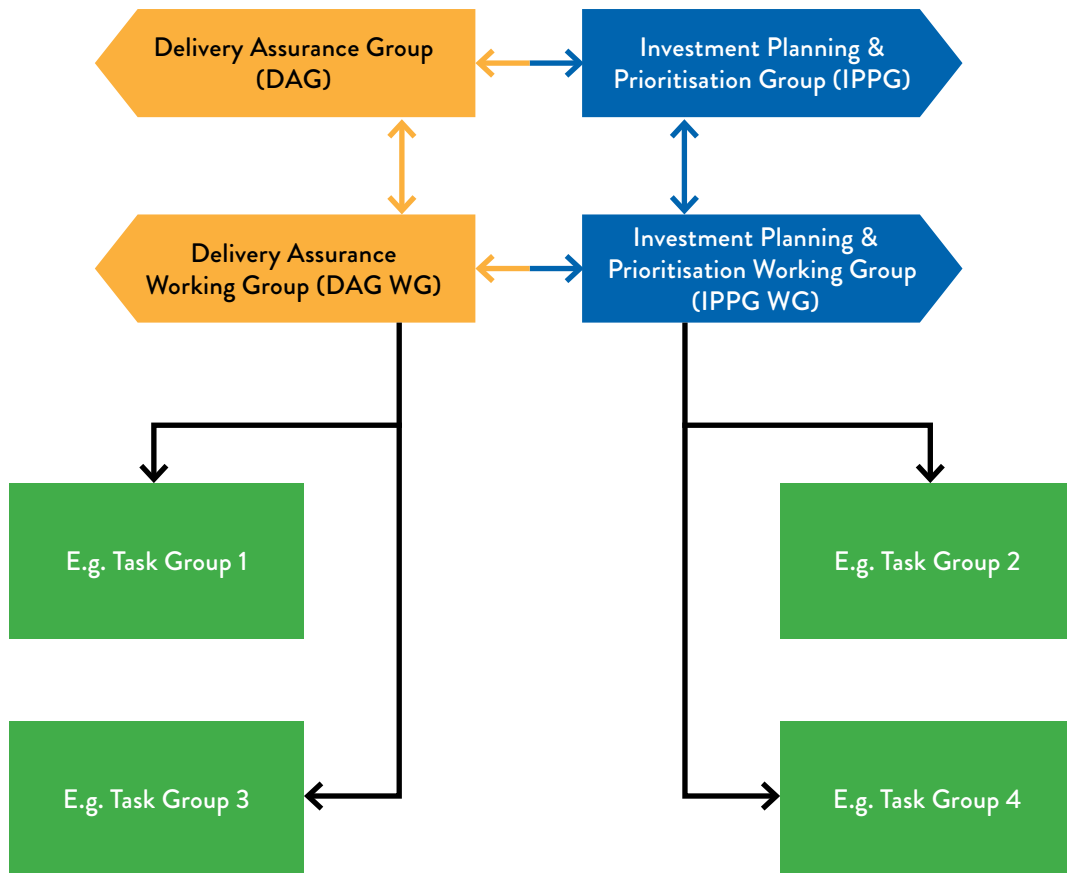 Delivery Assurance Group
(DAG)
Investment Planning &
Prioritisation Group (IPPG)
Delivery Assurance
Working Group (DAG WG)
Investment Planning &
Prioritisation Working Group
(IPPG WG)
E.g. Task Group 1
E.g. Task Group 2
E.g. Task Group 3
E.g. Task Group 4